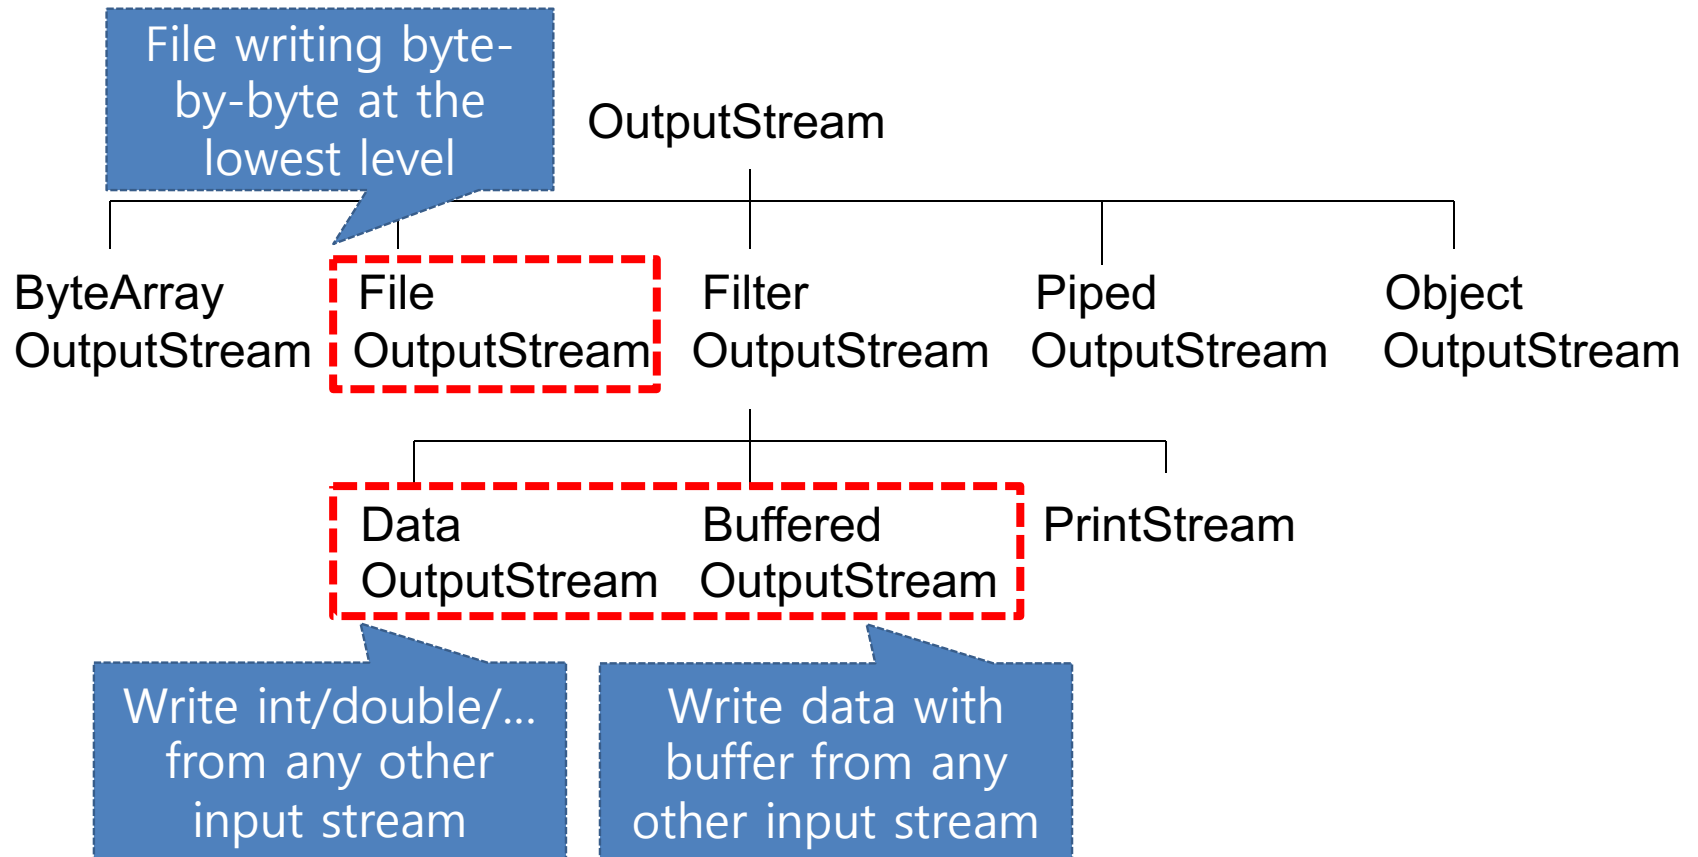 File writing byte-
by-byte at the
lowest level
OutputStream
ByteArray
OutputStream
File
OutputStream
Filter
OutputStream
Piped
OutputStream
Object
OutputStream
Data
OutputStream
Buffered
OutputStream
PrintStream
Write int/double/...
from any other
input stream
Write data with
buffer from any
other input stream